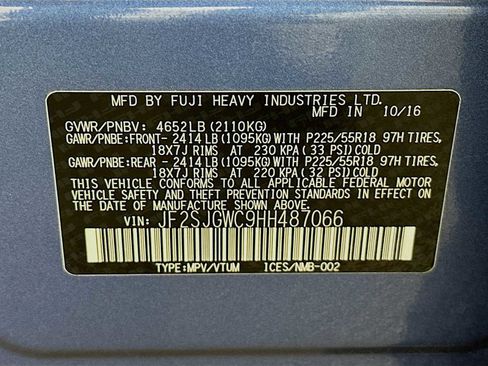 MFD BY FUJI HEAVY INDUSTRIES LTD.
MFD IN 10/16
GVWR/PNBV: 4652LB (2110KG)
GAWR/PNBE:FRONT- 2414 LB (1095KG) WITH P225/55R18 97H TIRES,
18X7J RIMS AT 230 KPA (33 PSI) COLD
GAWR/PNBE:REAR - 2414 LB (1095KG) WITH P225/55R18 97H TIRES,
18X7J RIMS AT 220 KPA (32 PSI) COLD
THIS VEHICLE CONFORMS TO ALL APPLICABLE FEDERAL MOTOR
VEHICLE SAFETY AND THEFT PREVENTION STANDARDS IN EFFECT
ON THE DATE OF MANUFACTURE SHOWN ABOVE.
VIN: JF2SJGWC9HH487066
TYPE:MPV/VTUM ICES/NMB-002